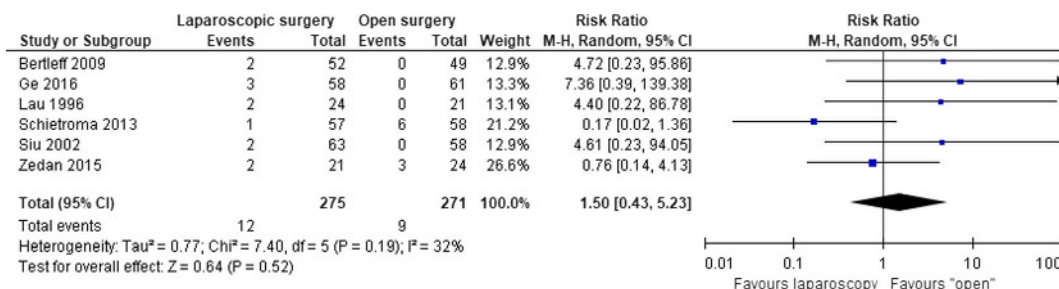 Laparoscopic surgery Open surgery Risk Ratio Risk Ratio
Study or Subgroup Events Total Events Total Weight M-H, Random, 95% CI M-H, Random, 95% CI
Bertleff 2009 2 52 0 49 12.9% 4.72 [0.23, 95.86]
Ge 2016 3 58 0 61 13.3% 7.36 [0.39, 139.38]
Lau 1996 2 24 0 21 13.1% 4.40 [0.22, 86.78]
Schietroma 2013 1 57 6 58 21.2% 0.17 [0.02, 1.36]
Siu 2002 2 63 0 58 12.9% 4.61 [0.23, 94.05]
Zedan 2015 2 21 3 24 26.6% 0.76 [0.14, 4.13]
Total (95% CI) 275 271 100.0% 1.50 [0.43, 5.23]
Total events 12 9
Heterogeneity: Tau² = 0.77; Chi² = 7.40, df = 5 (P = 0.19); I² = 32%
Test for overall effect: Z = 0.64 (P = 0.52)
0.01 0.1 1 10 100
Favours laparoscopy Favours "open"